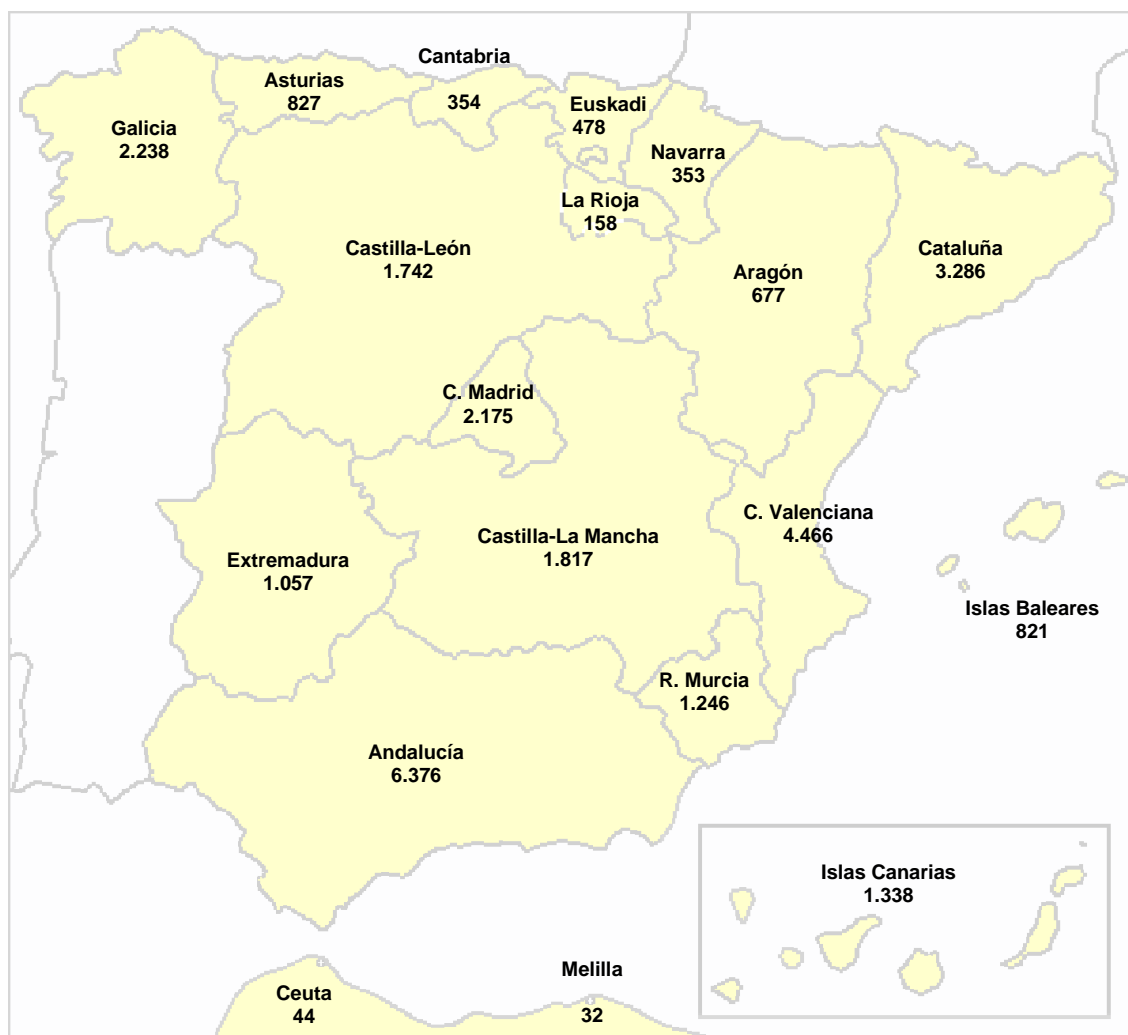 Cantabria
354
Asturias
827
Euskadi
478
Galicia
2.238
Navarra
353
La Rioja
158
Castilla-León
1.742
Aragón
677
Cataluña
3.286
C. Madrid
2.175
C. Valenciana
4.466
Castilla-La Mancha
1.817
Extremadura
1.057
Islas Baleares
821
R. Murcia
1.246
Andalucía
6.376
Islas Canarias
1.338
Ceuta
44
Melilla
32